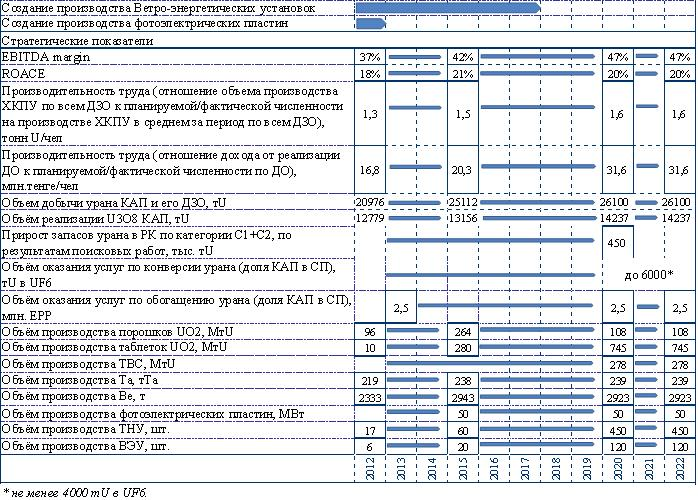 Создание производства Ветро-энергетических установок
Создание производства фотоэлектрических пластин
Стратегические показатели
EBITDA margin 37% 42% 47% 47%
ROACE 18% 21% 20% 20%
Производительность труда (отношение объема производства
ХКПУ по всем ДЗО к планируемой/фактической численности
на производстве ХКПУ в среднем за период по всем ДЗО), 1,3 1,5 1,6 1,6
тонн U/чел
Производительность труда (отношение дохода от реализации
ДО к планируемой/фактической численности по ДО), 16,8 20,3 31,6 31,6
млн.тенге/чел
Объем добычи урана КАП и его ДЗО, tU 20976 25112 26100 26100
Объём реализации U3O8 КАП, tU 12779 13156 14237 14237
Прирост запасов урана в РК по категории С1+С2, по
результатам поисковых работ, тыс. tU 450
Объём оказания услуг по конверсии урана (доля КАП в СП),
tU в UF6 до 6000*
Объём оказания услуг по обогащению урана (доля КАП в СП),
млн. ЕРР 2,5 2,5 2,5
Объём производства порошков UO2, MтU 96 264 108 108
Объём производства таблеток UO2, MтU 10 280 745 745
Объём производства ТВС, MтU 278 278
Объём производства Ta, тTa 219 238 239 239
Объём производства Be, т 2333 2943 2923 2923
Объём производства фотоэлектрических пластин, МВт 50 50 50
Объём производства ТНУ, шт. 17 60 450 450
Объём производства ВЭУ, шт. 6 20 120 120
2012 2013 2014 2015 2016 2017 2018 2019 2020 2021 2022
* не менее 4000 mU в UF6.